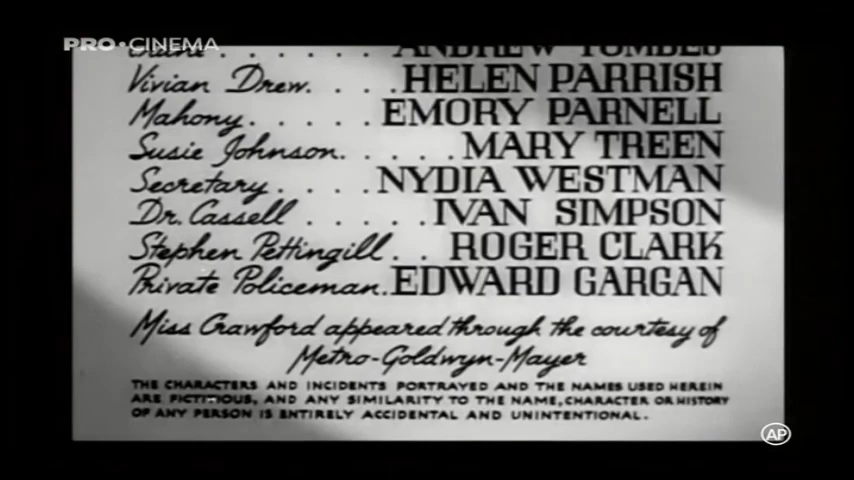 PRO•CINEMA
. . . . . . ANDREW TOMBES
Vivian Drew. . . . .HELEN PARRISH
Mahony. . . . . . EMORY PARNELL
Susie Johnson. . . . . .MARY TREEN
Secretary . . . . NYDIA WESTMAN
Dr. Cassell . . . . . .IVAN SIMPSON
Stephen Pettingill . . ROGER CLARK
Private Policeman.EDWARD GARGAN
Miss Crawford appeared through the courtesy of
Metro-Goldwyn-Mayer
THE CHARACTERS AND INCIDENTS PORTRAYED AND THE NAMES USED HEREIN
ARE FICTITIOUS, AND ANY SIMILARITY TO THE NAME, CHARACTER OR HISTORY
OF ANY PERSON IS ENTIRELY ACCIDENTAL AND UNINTENTIONAL.
AP